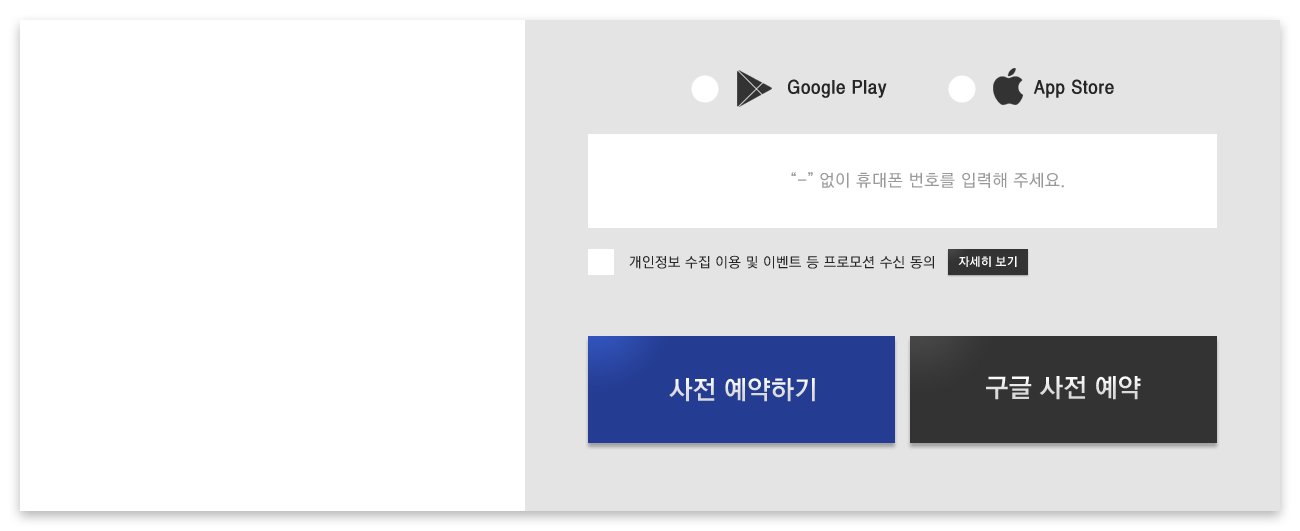 Google Play
App Store
“-” 없이 휴대폰 번호를 입력해 주세요.
개인정보 수집 이용 및 이벤트 등 프로모션 수신 동의
자세히 보기
사전 예약하기
구글 사전 예약